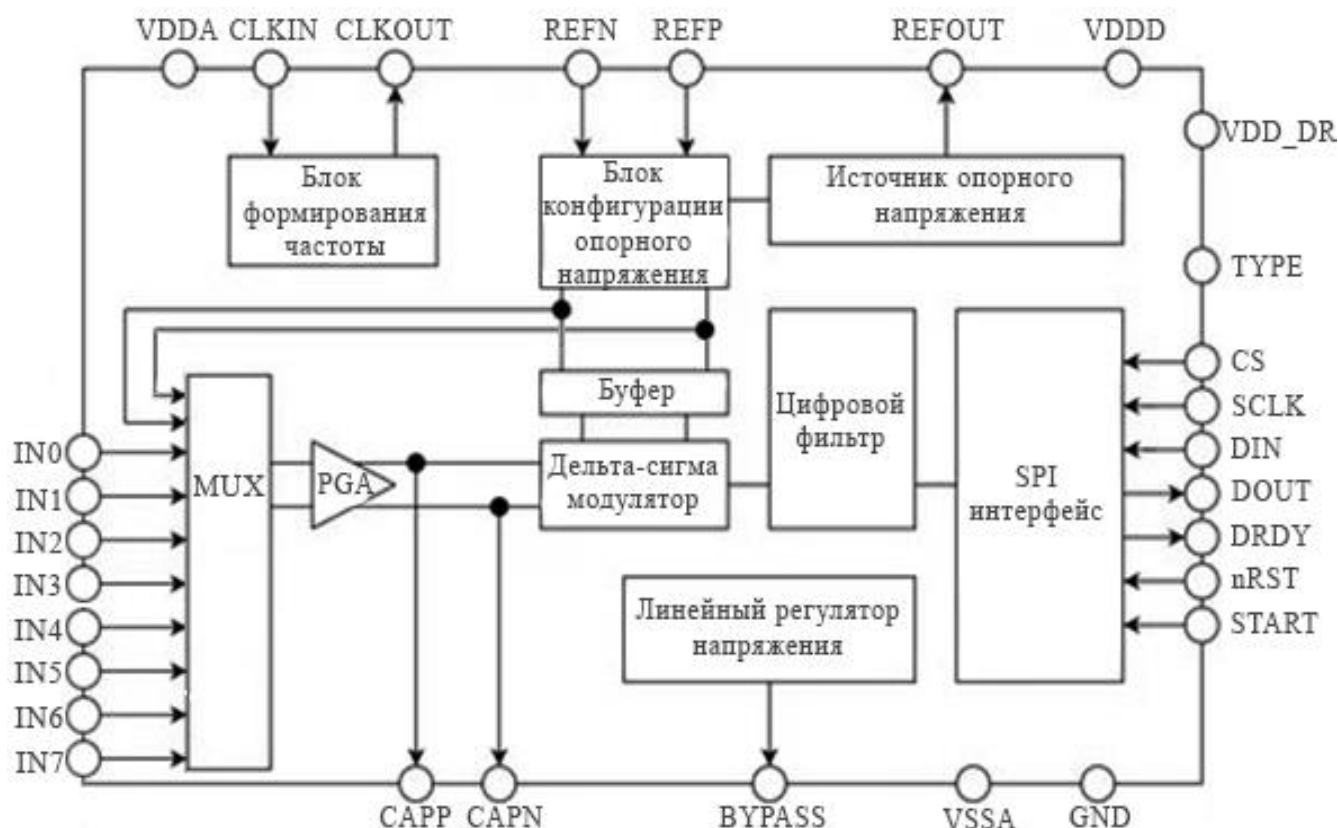 VDDA CLKIN CLKOUT REFN REFP REFOUT VDDD
VDD_DR
Блок
формирования
частоты
Блок
конфигурации
опорного
напряжения
Источник опорного
напряжения
TYPE
Буфер
Цифровой
фильтр
SPI
интерфейс
CS
SCLK
DIN
DOUT
DRDY
nRST
START
IN0
IN1
IN2
IN3
IN4
IN5
IN6
IN7
MUX
PGA
Дельта-сигма
модулятор
Линейный регулятор
напряжения
CAPP CAPN BYPASS VSSA GND